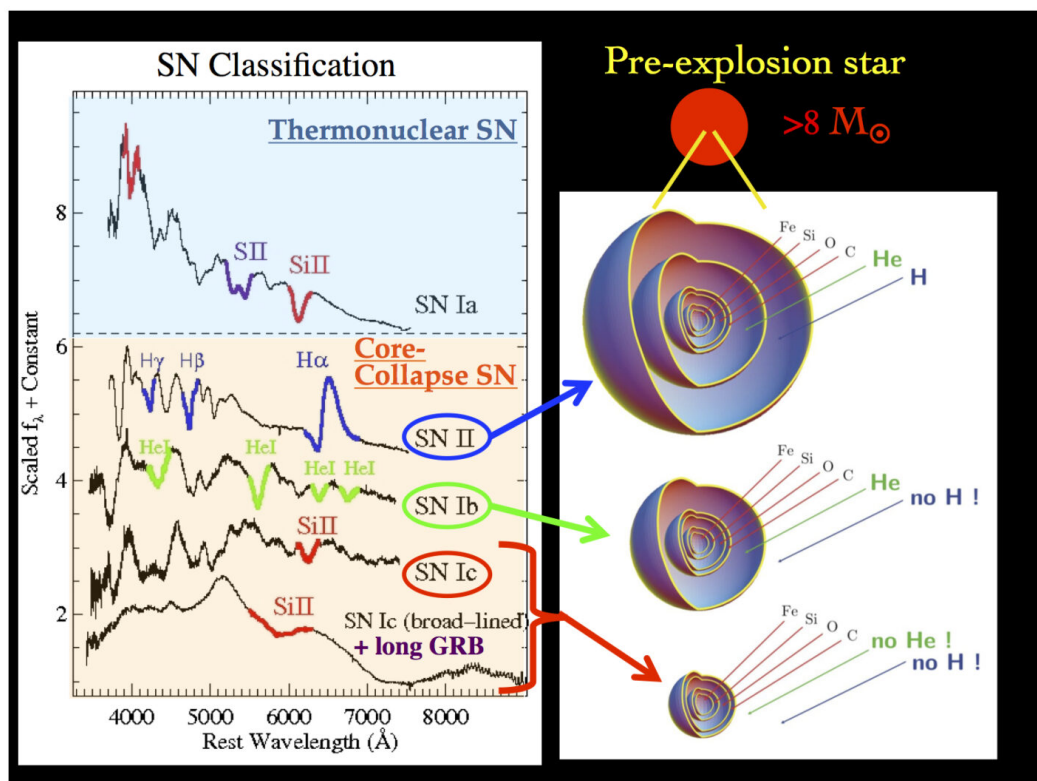 SN Classification
Thermonuclear SN
8
SII
SiII
SN Ia
6
Core-
Collapse SN
Hγ
Hβ
Hα
SN II
HeI
HeI
HeI
HeI
4
SN Ib
SiII
SN Ic
2
SiII
SN Ic (broad–lined)
+ long GRB
Scaled fλ + Constant
4000 5000 6000 7000 8000
Rest Wavelength (Å)
Pre-explosion star
>8 M☉
Fe
Si
O
C
He
H
Fe
Si
O
C
He
no H !
Fe
Si
O
C
no He !
no H !